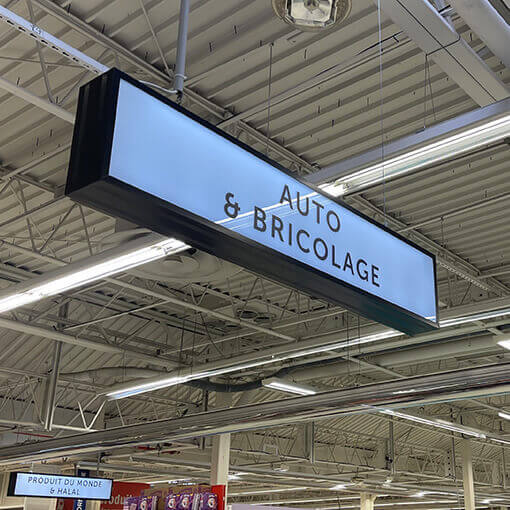 AUTO
& BRICOLAGE
PRODUIT DU MONDE
& HALAL